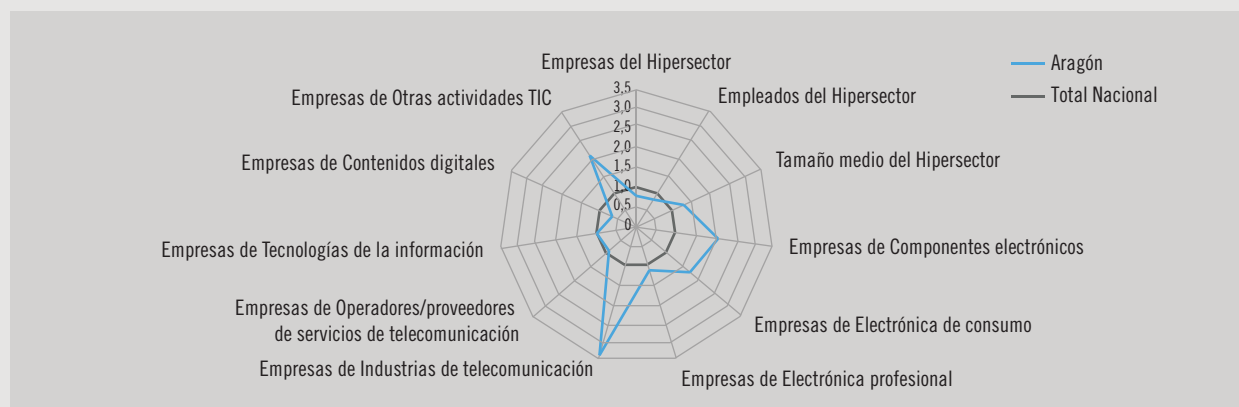 Empresas del Hipersector
Aragón
Total Nacional
Empresas de Otras actividades TIC
Empleados del Hipersector
3,5
3,0
2,5
2,0
1,5
1,0
0,5
0
Empresas de Contenidos digitales
Tamaño medio del Hipersector
Empresas de Tecnologías de la información
Empresas de Componentes electrónicos
Empresas de Operadores/proveedores
de servicios de telecomunicación
Empresas de Electrónica de consumo
Empresas de Industrias de telecomunicación
Empresas de Electrónica profesional